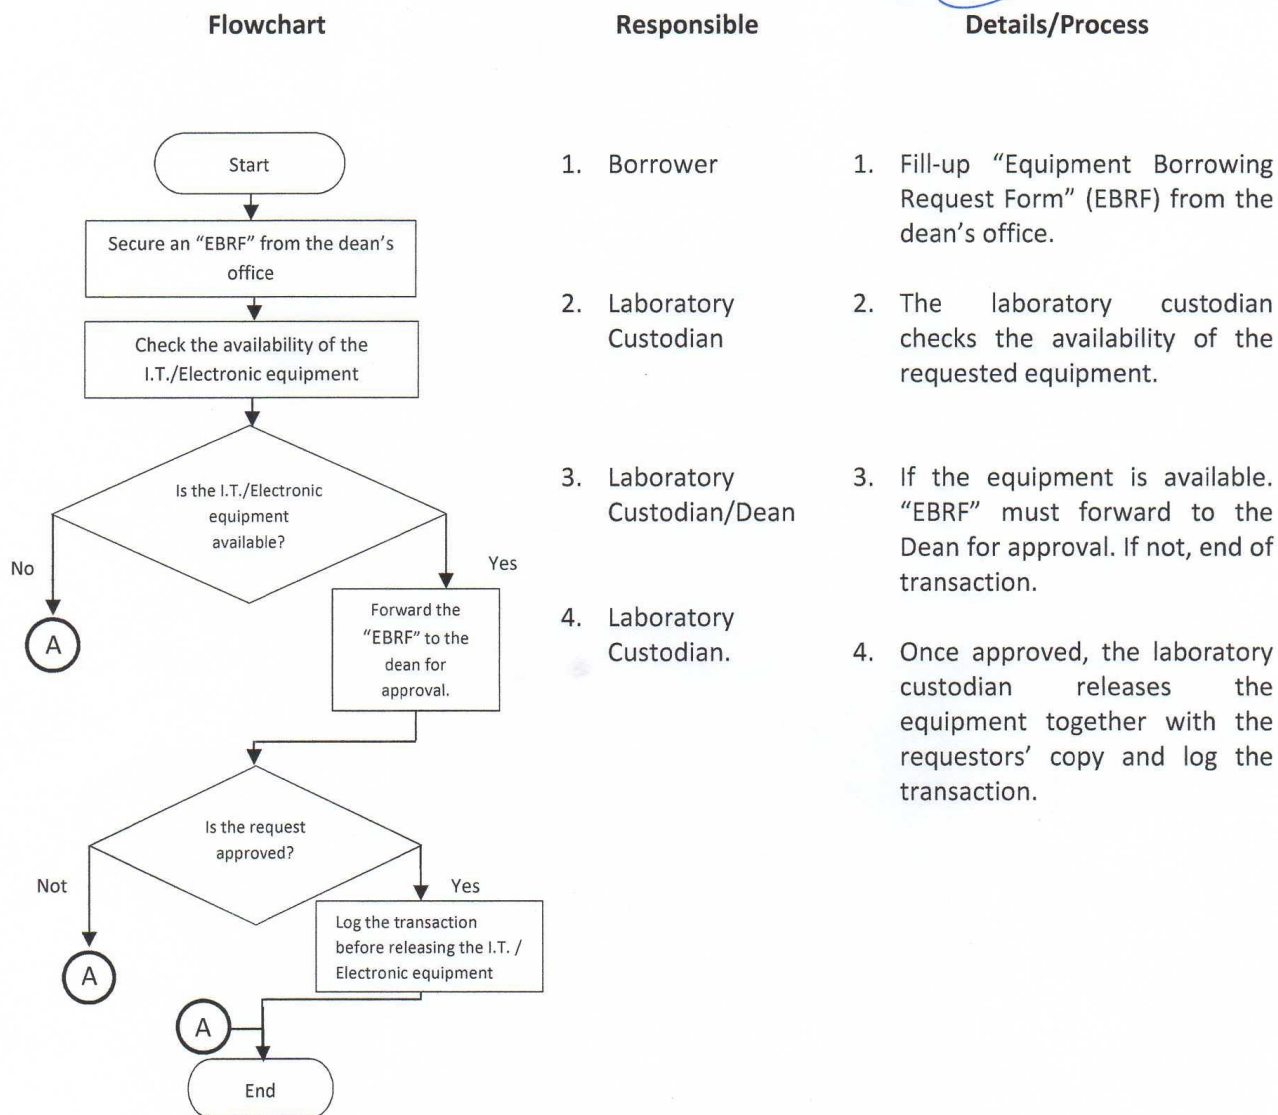 Flowchart
Responsible
Details/Process
Start
Secure an “EBRF” from the dean’s
office
Check the availability of the
I.T./Electronic equipment
Is the I.T./Electronic
equipment
available?
No
Yes
A
Forward the
“EBRF” to the
dean for
approval.
Is the request
approved?
Not
Yes
A
Log the transaction
before releasing the I.T. /
Electronic equipment
A
End
1. Borrower
2. Laboratory
Custodian
3. Laboratory
Custodian/Dean
4. Laboratory
Custodian.
1. Fill-up “Equipment Borrowing
Request Form” (EBRF) from the
dean’s office.
2. The laboratory custodian
checks the availability of the
requested equipment.
3. If the equipment is available.
“EBRF” must forward to the
Dean for approval. If not, end of
transaction.
4. Once approved, the laboratory
custodian releases the
equipment together with the
requestors’ copy and log the
transaction.